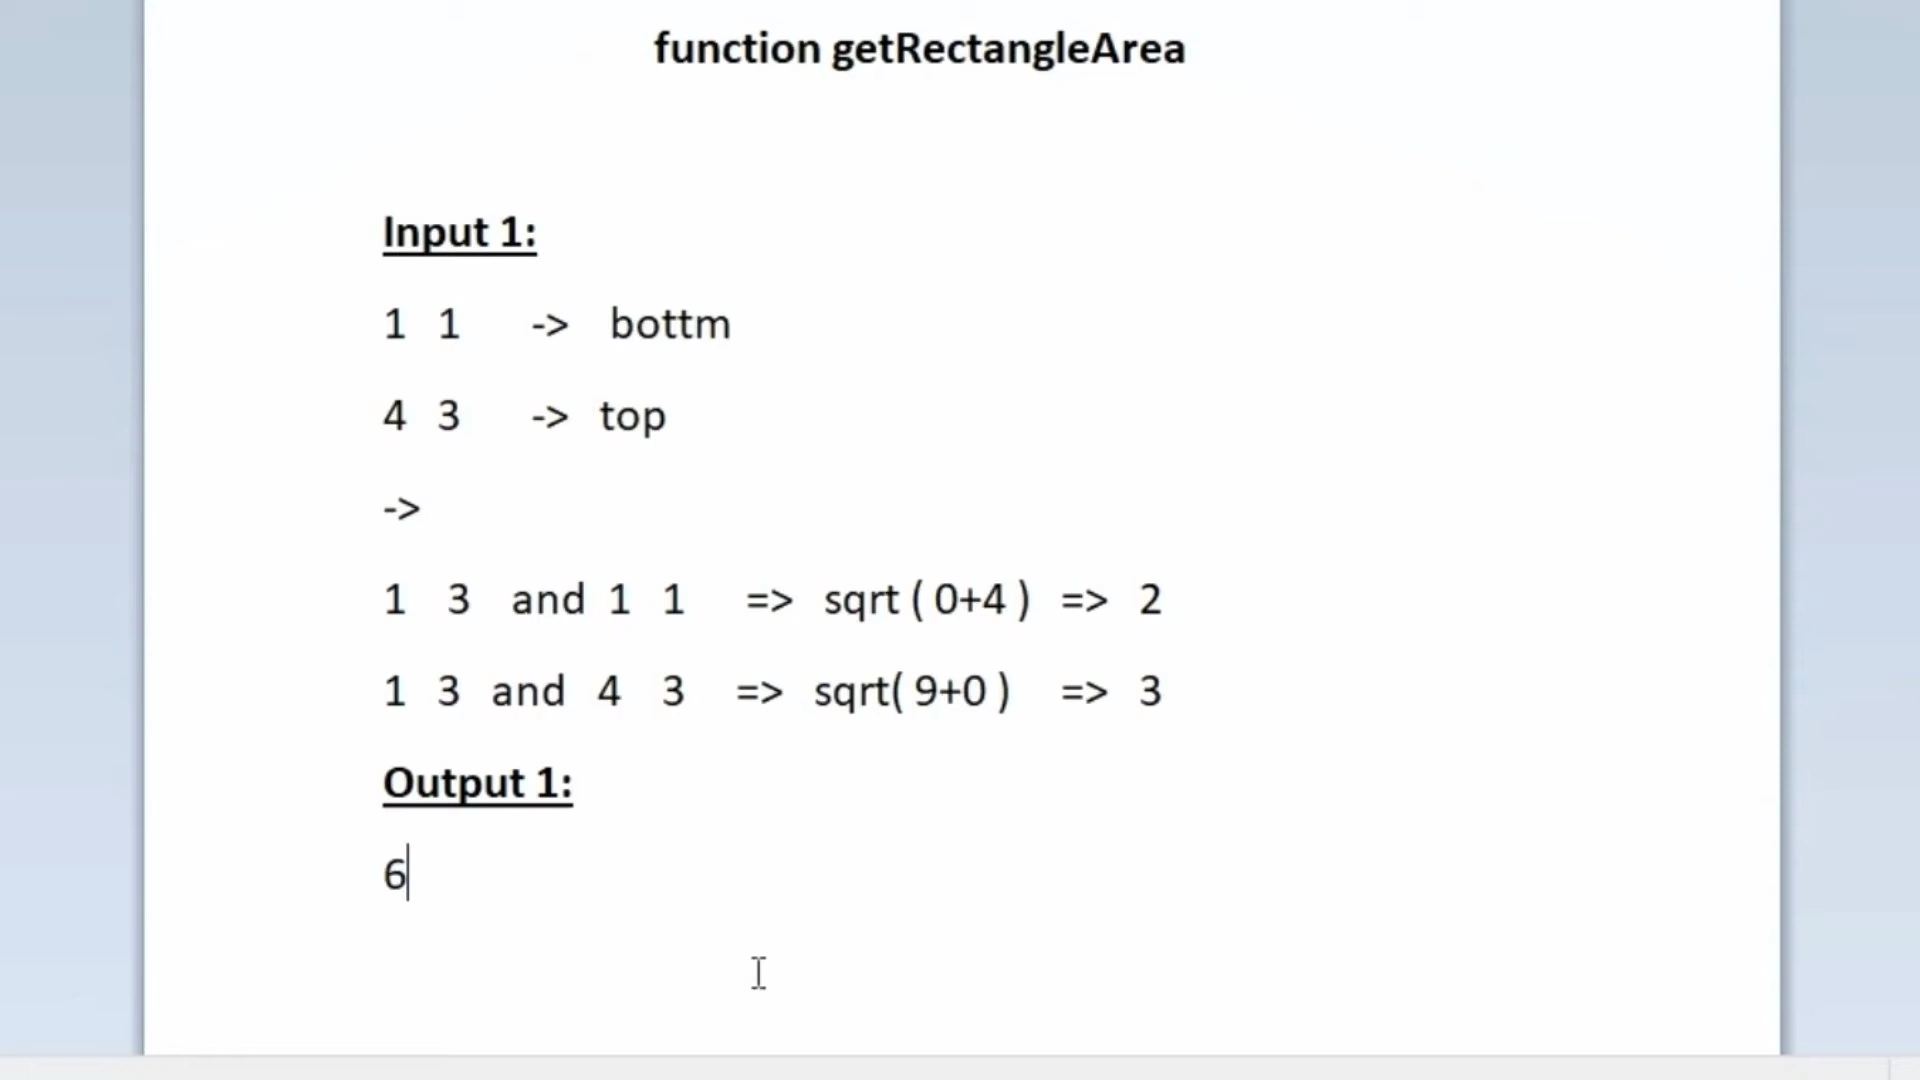 function getRectangleArea
Input 1:
1 1 -> bottm
4 3 -> top
->
1 3 and 1 1 => sqrt ( 0+4 ) => 2
1 3 and 4 3 => sqrt( 9+0 ) => 3
Output 1:
6